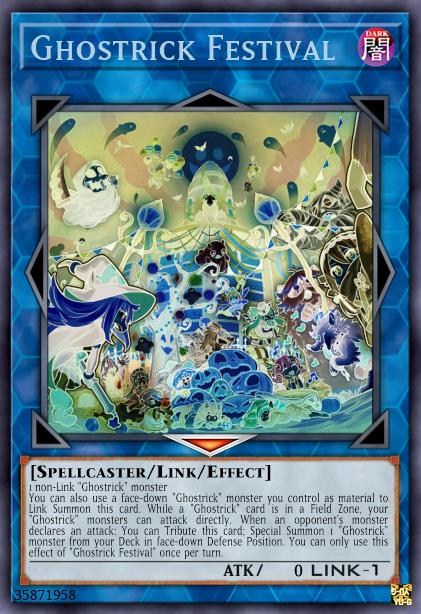 Ghostrick Festival
DARK
闇
[Spellcaster/Link/Effect]
1 non-Link "Ghostrick" monster
You can also use a face-down "Ghostrick" monster you control as material to
Link Summon this card. While a "Ghostrick" card is in a Field Zone, your
"Ghostrick" monsters can attack directly. When an opponent's monster
declares an attack: You can Tribute this card; Special Summon 1 "Ghostrick"
monster from your Deck in face-down Defense Position. You can only use this
effect of "Ghostrick Festival" once per turn.
ATK/ 0 LINK-1
35871958